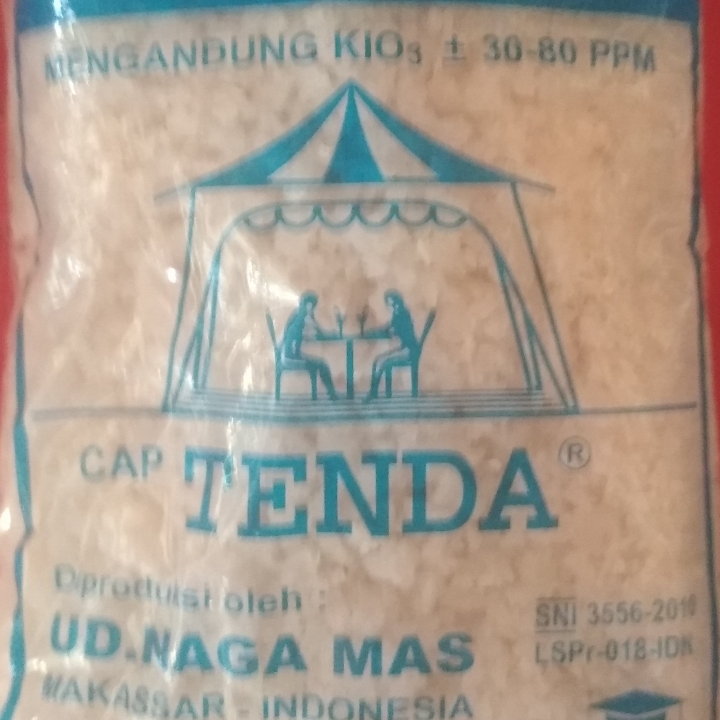 MENGANDUNG KIO₃ ± 30-80 PPM
CAP TENDA ®
Diproduksi oleh :
UD.NAGA MAS
MAKASSAR - INDONESIA
SNI 3556-2010
LSPr-018-IDN